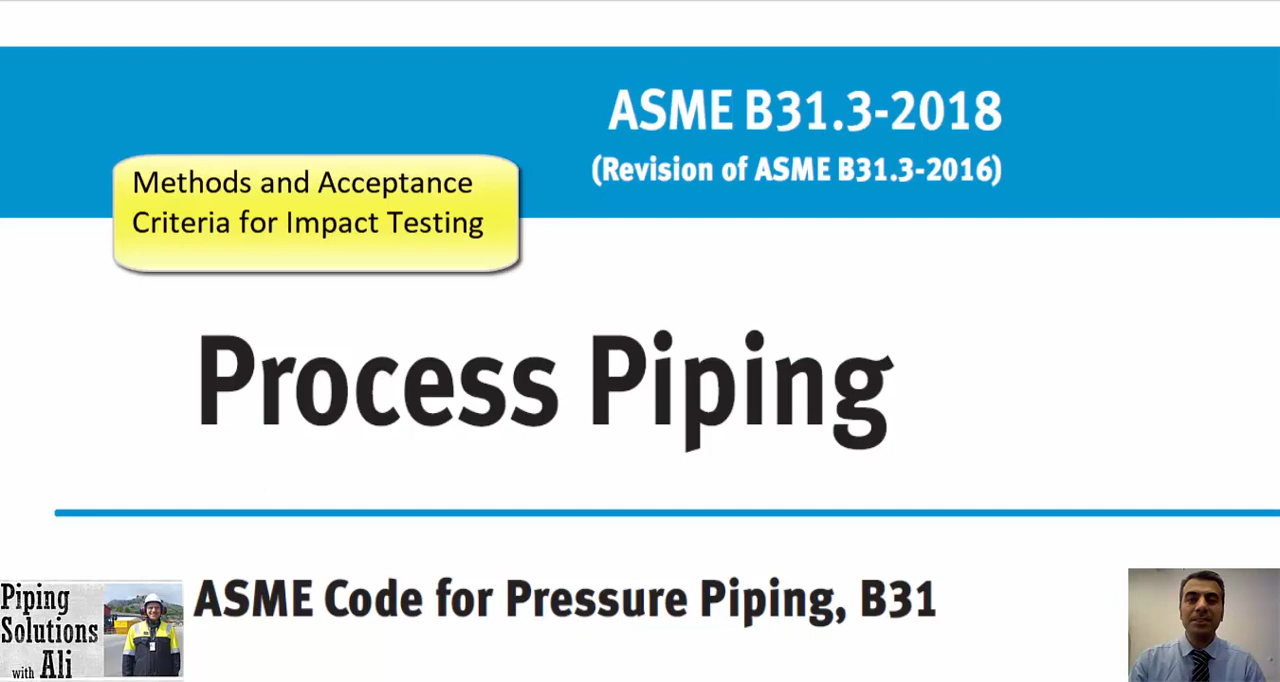 ASME B31.3-2018
(Revision of ASME B31.3-2016)
Methods and Acceptance
Criteria for Impact Testing
Process Piping
ASME Code for Pressure Piping, B31
Piping
Solutions
with Ali